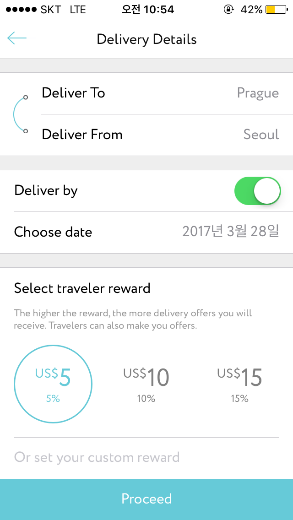 SKT LTE 오전 10:54 42%
Delivery Details
Deliver To Prague
Deliver From Seoul
Deliver by
Choose date 2017년 3월 28일
Select traveler reward
The higher the reward, the more delivery offers you will
receive. Travelers can also make you offers.
US$5 US$10 US$15
5% 10% 15%
Or set your custom reward
Proceed